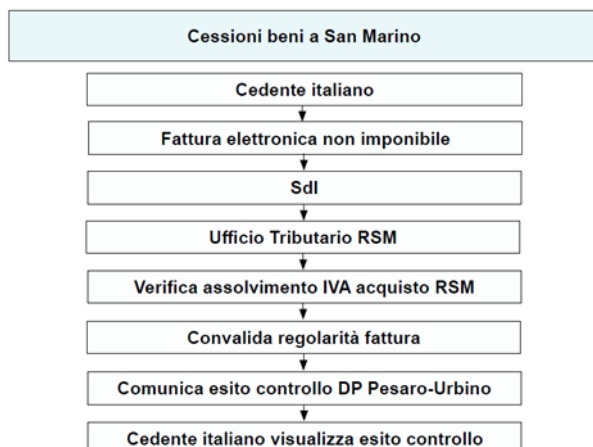 Cessioni beni a San Marino
Cedente italiano
Fattura elettronica non imponibile
SdI
Ufficio Tributario RSM
Verifica assolvimento IVA acquisto RSM
Convalida regolarità fattura
Comunica esito controllo DP Pesaro-Urbino
Cedente italiano visualizza esito controllo